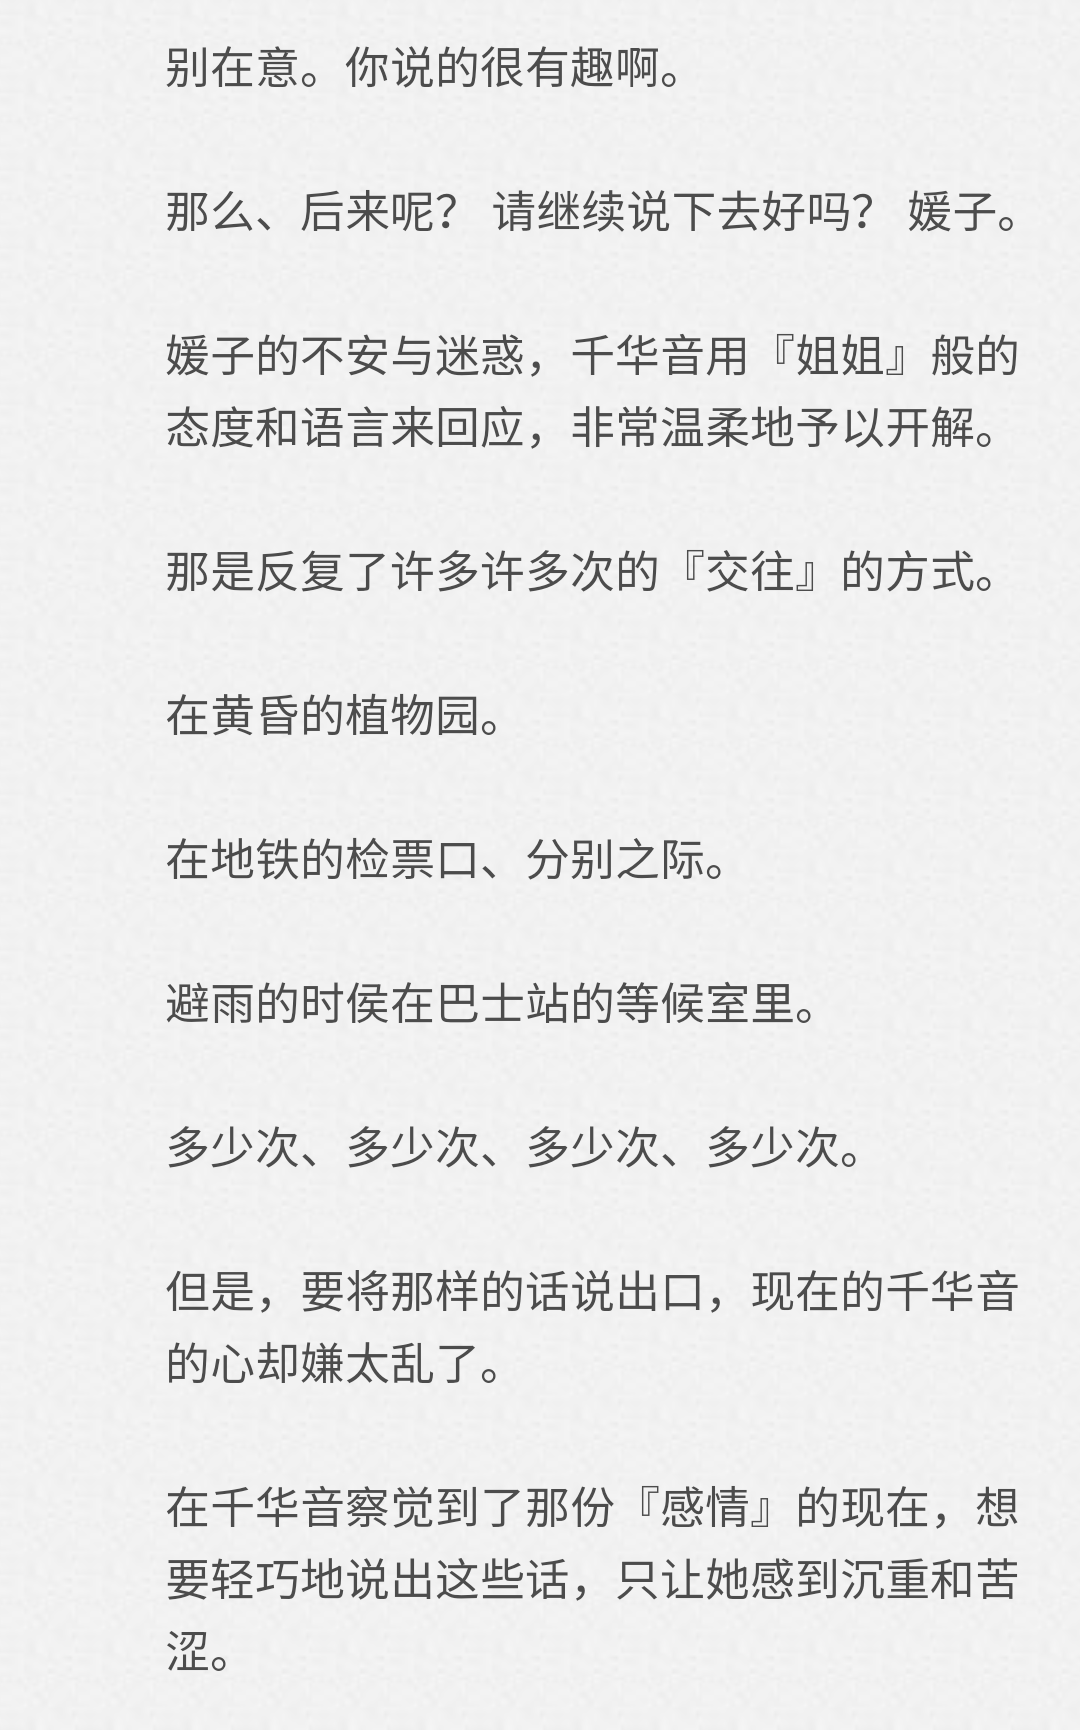 别在意。你说的很有趣啊。
那么、后来呢？ 请继续说下去好吗？ 媛子。
媛子的不安与迷惑，千华音用『姐姐』般的
态度和语言来回应，非常温柔地予以开解。
那是反复了许多许多次的『交往』的方式。
在黄昏的植物园。
在地铁的检票口、分别之际。
避雨的时侯在巴士站的等候室里。
多少次、多少次、多少次、多少次。
但是，要将那样的话说出口，现在的千华音
的心却嫌太乱了。
在千华音察觉到了那份『感情』的现在，想
要轻巧地说出这些话，只让她感到沉重和苦
涩。